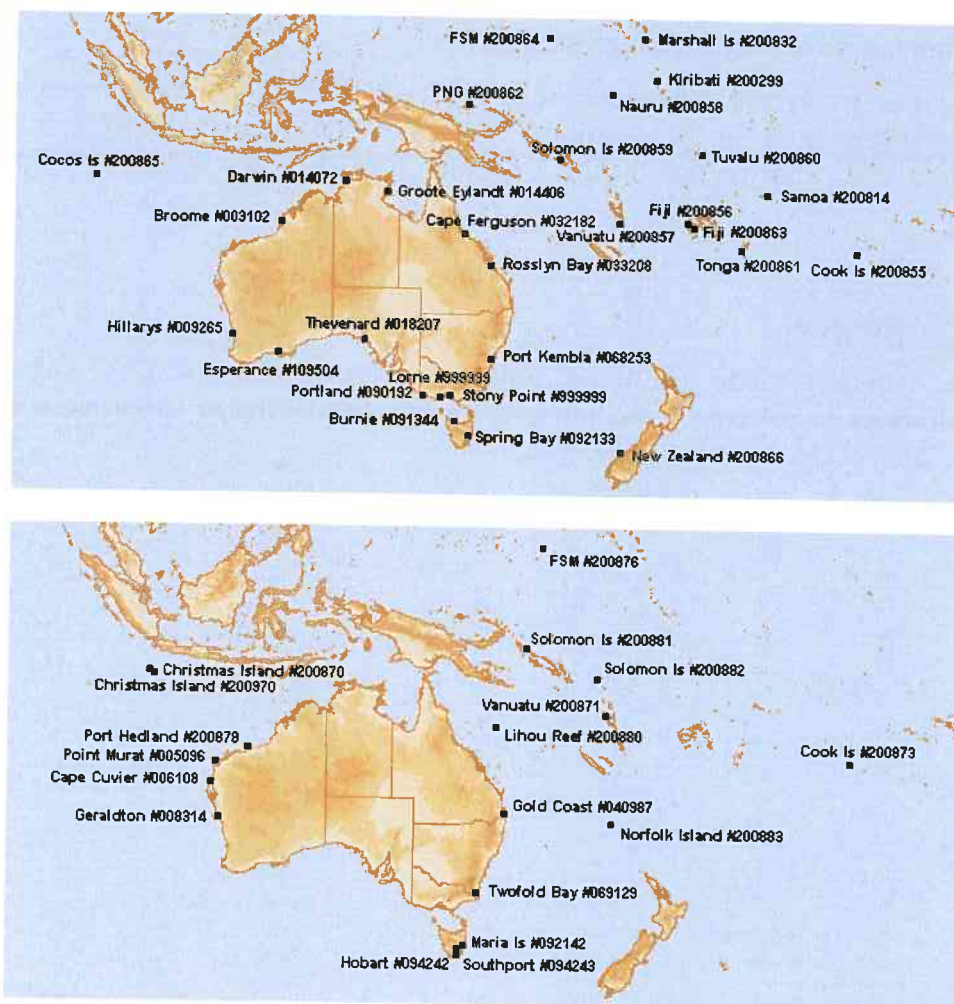 FSM #200864
Marshall Is #200832
Kiribati #200299
PNG #200862
Nauru #200858
Solomon Is #200859
Tuvalu #200860
Cocos Is #200865
Darwin #014072
Groote Eylandt #014406
Samoa #200814
Broome #003102
Cape Ferguson #032182
Fiji #200856
Vanuatu #200857
Fiji #200863
Rosslyn Bay #033208
Tonga #200861
Cook Is #200855
Hillarys #009265
Thevenard #018207
Esperance #109504
Port Kembla #068253
Lorne #999999
Portland #090192
Stony Point #999999
Burnie #091344
Spring Bay #092133
New Zealand #200866
FSM #200876
Solomon Is #200881
Christmas Island #200870
Solomon Is #200882
Christmas Island #200970
Vanuatu #200871
Port Hedland #200878
Lihou Reef #200880
Point Murat #005096
Cook Is #200873
Cape Cuvier #006108
Geraldton #008314
Gold Coast #040987
Norfolk Island #200883
Twofold Bay #069129
Maria Is #092142
Hobart #094242
Southport #094243